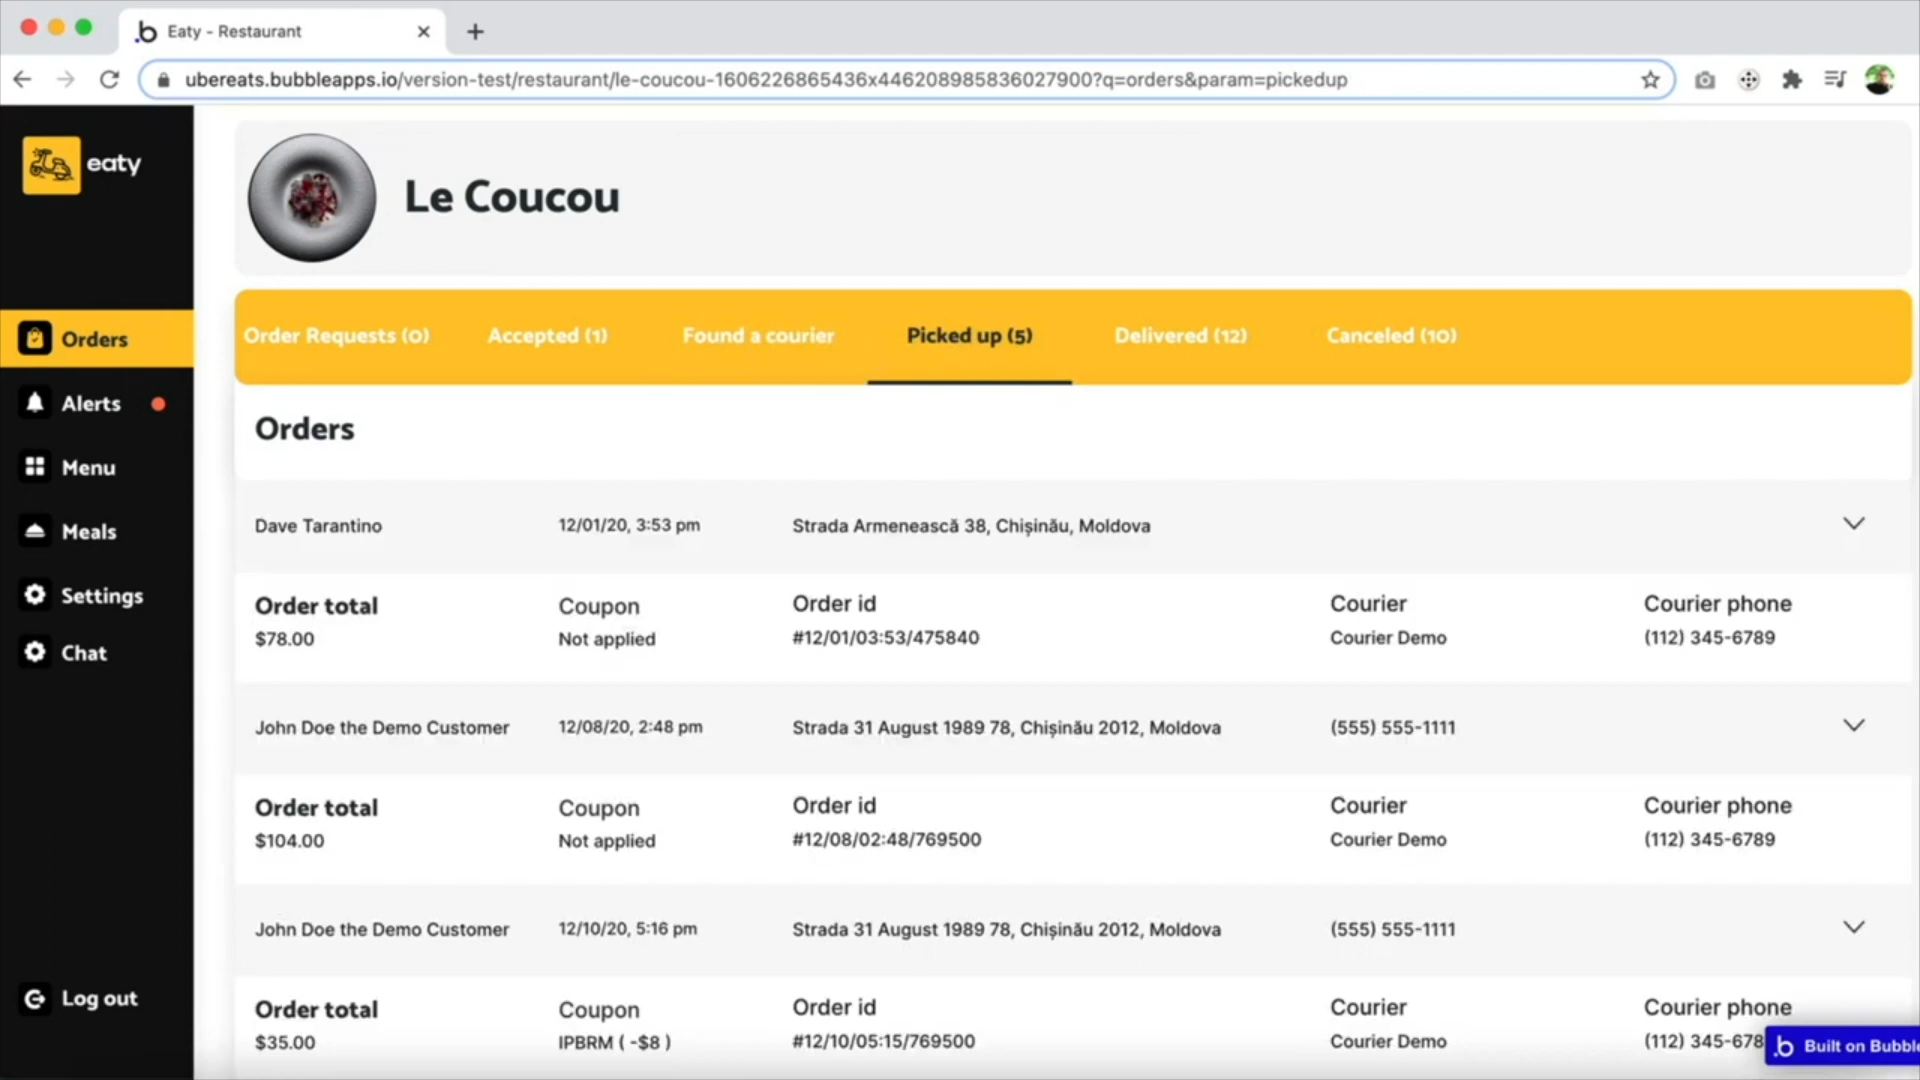 Eaty - Restaurant
ubereats.bubbleapps.io/version-test/restaurant/le-coucou-1606226865436x446208985836027900?q=orders&param=pickedup
eaty
Le Coucou
Order Requests (0) Accepted (1) Found a courier Picked up (5) Delivered (12) Canceled (10)
Orders
Alerts
Menu
Meals
Settings
Chat
Log out
Orders
Dave Tarantino 12/01/20, 3:53 pm Strada Armenească 38, Chișinău, Moldova
Order total Coupon Order id Courier Courier phone
$78.00 Not applied #12/01/03:53/475840 Courier Demo (112) 345-6789
John Doe the Demo Customer 12/08/20, 2:48 pm Strada 31 August 1989 78, Chișinău 2012, Moldova (555) 555-1111
Order total Coupon Order id Courier Courier phone
$104.00 Not applied #12/08/02:48/769500 Courier Demo (112) 345-6789
John Doe the Demo Customer 12/10/20, 5:16 pm Strada 31 August 1989 78, Chișinău 2012, Moldova (555) 555-1111
Order total Coupon Order id Courier Courier phone
$35.00 IPBRM ( -$8 ) #12/10/05:15/769500 Courier Demo (112) 345-678
Built on Bubble